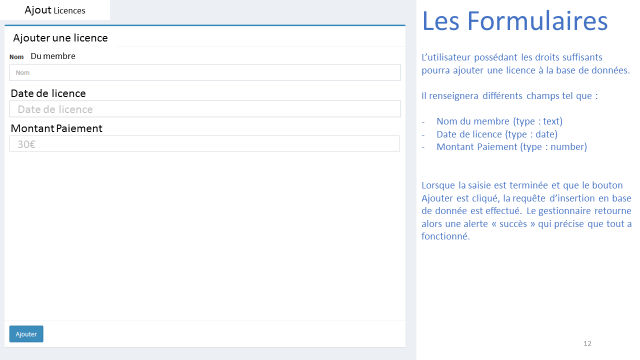 Ajout Licences
Ajouter une licence
Nom Du membre
Nom
Date de licence
Date de licence
Montant Paiement
30€
Ajouter
Les Formulaires
L'utilisateur possédant les droits suffisants
pourra ajouter une licence à la base de données.
Il renseignera différents champs tel que :
- Nom du membre (type : text)
- Date de licence (type : date)
- Montant Paiement (type : number)
Lorsque la saisie est terminée et que le bouton
Ajouter est cliqué, la requête d'insertion en base
de donnée est effectué. Le gestionnaire retourne
alors une alerte « succès » qui précise que tout a
fonctionné.
12